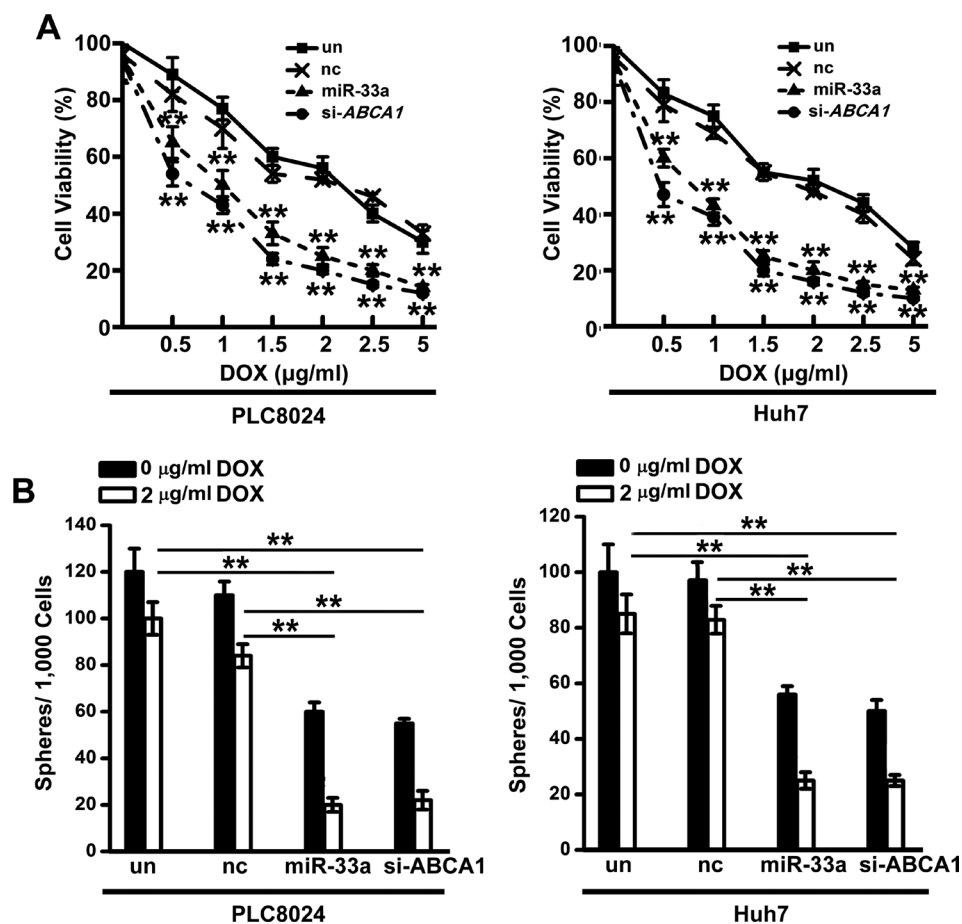 A
100
80
60
40
20
0
Cell Viability (%)
un
nc
miR-33a
si-ABCA1
** ** ** ** ** **
** ** ** ** ** **
0.5 1 1.5 2 2.5 5
DOX (µg/ml)
PLC8024
100
80
60
40
20
0
Cell Viability (%)
un
nc
miR-33a
si-ABCA1
** ** ** ** ** **
** ** ** ** ** **
0.5 1 1.5 2 2.5 5
DOX (µg/ml)
Huh7
B
0 µg/ml DOX
2 µg/ml DOX
140
120
100
80
60
40
20
0
Spheres/ 1,000 Cells
**
**
**
**
un nc miR-33a si-ABCA1
PLC8024
0 µg/ml DOX
2 µg/ml DOX
120
100
80
60
40
20
0
Spheres/ 1,000 Cells
**
**
**
**
un nc miR-33a si-ABCA1
Huh7